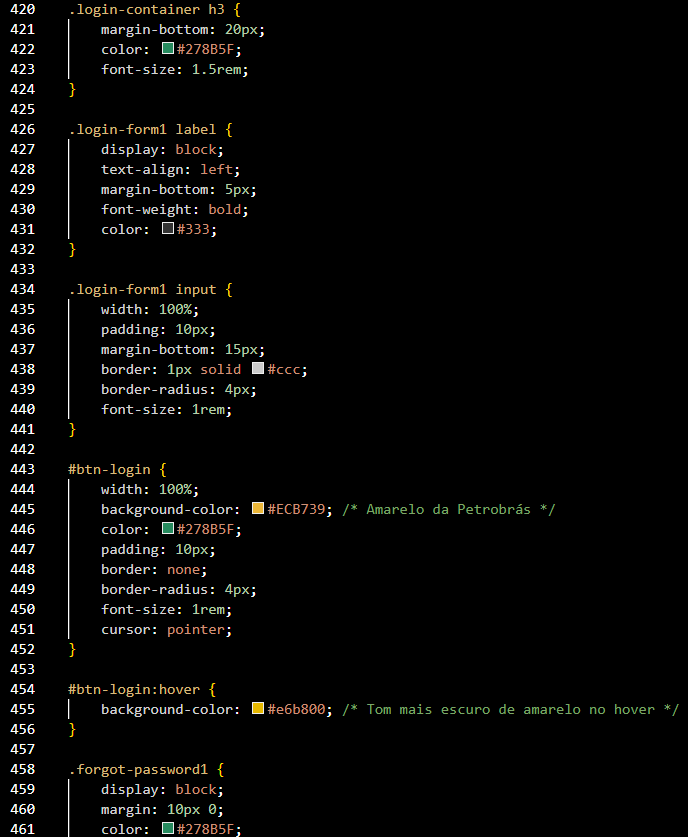 420 .login-container h3 {
421 margin-bottom: 20px;
422 color: #278B5F;
423 font-size: 1.5rem;
424 }
425
426 .login-form1 label {
427 display: block;
428 text-align: left;
429 margin-bottom: 5px;
430 font-weight: bold;
431 color: #333;
432 }
433
434 .login-form1 input {
435 width: 100%;
436 padding: 10px;
437 margin-bottom: 15px;
438 border: 1px solid #ccc;
439 border-radius: 4px;
440 font-size: 1rem;
441 }
442
443 #btn-login {
444 width: 100%;
445 background-color: #ECB739; /* Amarelo da Petrobrás */
446 color: #278B5F;
447 padding: 10px;
448 border: none;
449 border-radius: 4px;
450 font-size: 1rem;
451 cursor: pointer;
452 }
453
454 #btn-login:hover {
455 background-color: #e6b800; /* Tom mais escuro de amarelo no hover */
456 }
457
458 .forgot-password1 {
459 display: block;
460 margin: 10px 0;
461 color: #278B5F;